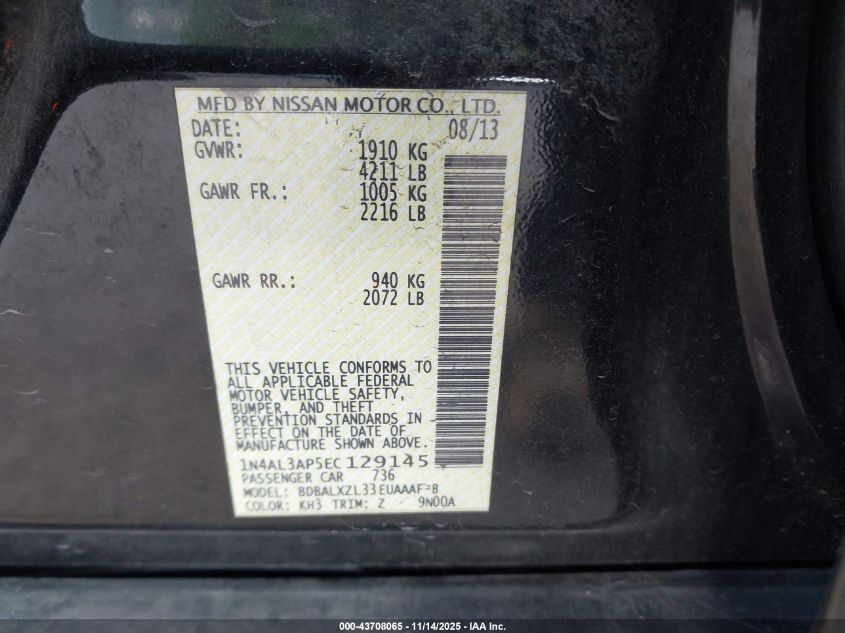 MFD BY NISSAN MOTOR CO., LTD.
DATE: 08/13
GVWR: 1910 KG
4211 LB
GAWR FR.: 1005 KG
2216 LB
GAWR RR.: 940 KG
2072 LB
THIS VEHICLE CONFORMS TO
ALL APPLICABLE FEDERAL
MOTOR VEHICLE SAFETY,
BUMPER, AND THEFT
PREVENTION STANDARDS IN
EFFECT ON THE DATE OF
MANUFACTURE SHOWN ABOVE.
1N4AL3AP5EC129145
PASSENGER CAR 736
MODEL: BDBALXZL33EUAAAF-B
COLOR: KH3 TRIM: Z 9N00A
000-43708065 - 11/14/2025 - IAA Inc.